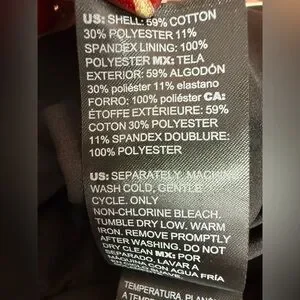 US: SHELL: 59% COTTON
30% POLYESTER 11%
SPANDEX LINING: 100%
POLYESTER MX: TELA
EXTERIOR: 59% ALGODÓN
30% poliéster 11% elastano
FORRO: 100% poliéster CA:
ÉTOFFE EXTÉRIEURE: 59%
COTON 30% POLYESTER
11% SPANDEX DOUBLURE:
100% POLYESTER
US: SEPARATELY. MACHINE
WASH COLD, GENTLE
CYCLE. ONLY
NON-CHLORINE BLEACH.
TUMBLE DRY LOW. WARM
IRON. REMOVE PROMPTLY
AFTER WASHING. DO NOT
DRY CLEAN MX: POR
SEPARADO. LAVAR A
MÁQUINA CON AGUA FRÍA
TEMPERATURA. PLANCHAR